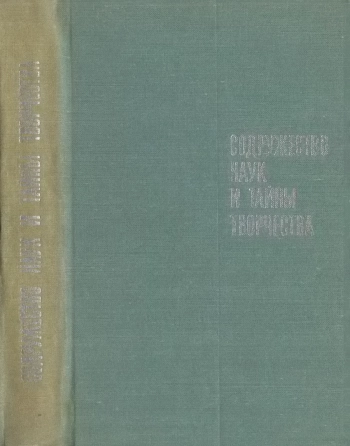 СОДРУЖЕСТВО НАУК И ТАЙНЫ ТВОРЧЕСТВА
СОДРУЖЕСТВО
НАУК
И ТАЙНЫ
ТВОРЧЕСТВА